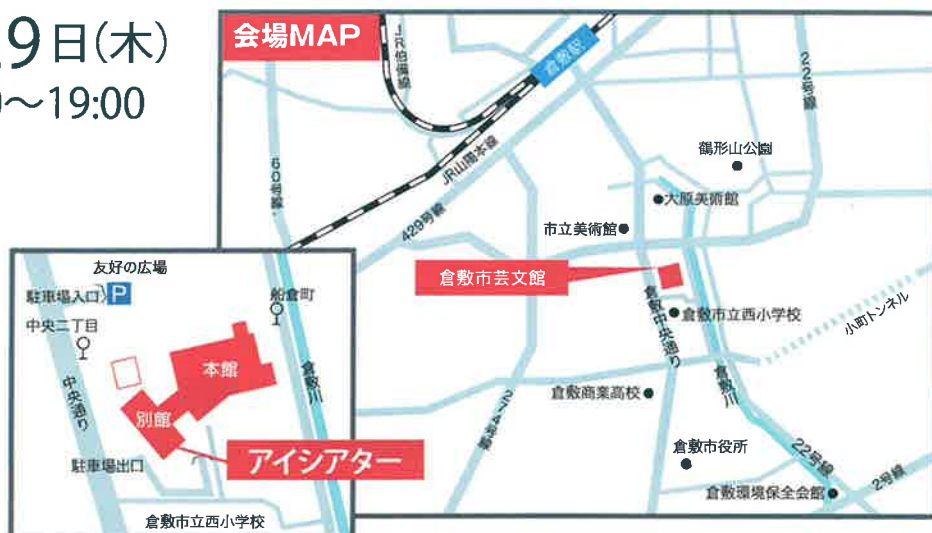 9日(木)
～19:00
会場MAP
JR伯備線
倉敷駅
22号線
鶴形山公園
60号線
JR山陽本線
大原美術館
429号線
市立美術館
倉敷市芸文館
倉敷中央通り
倉敷市立西小学校
小町トンネル
倉敷商業高校
倉敷川
274号線
倉敷市役所
22号線
2号線
倉敷環境保全会館
友好の広場
駐車場入口
P
船倉町
中央二丁目
本館
倉敷川
中央通り
別館
アイシアター
駐車場出口
倉敷市立西小学校